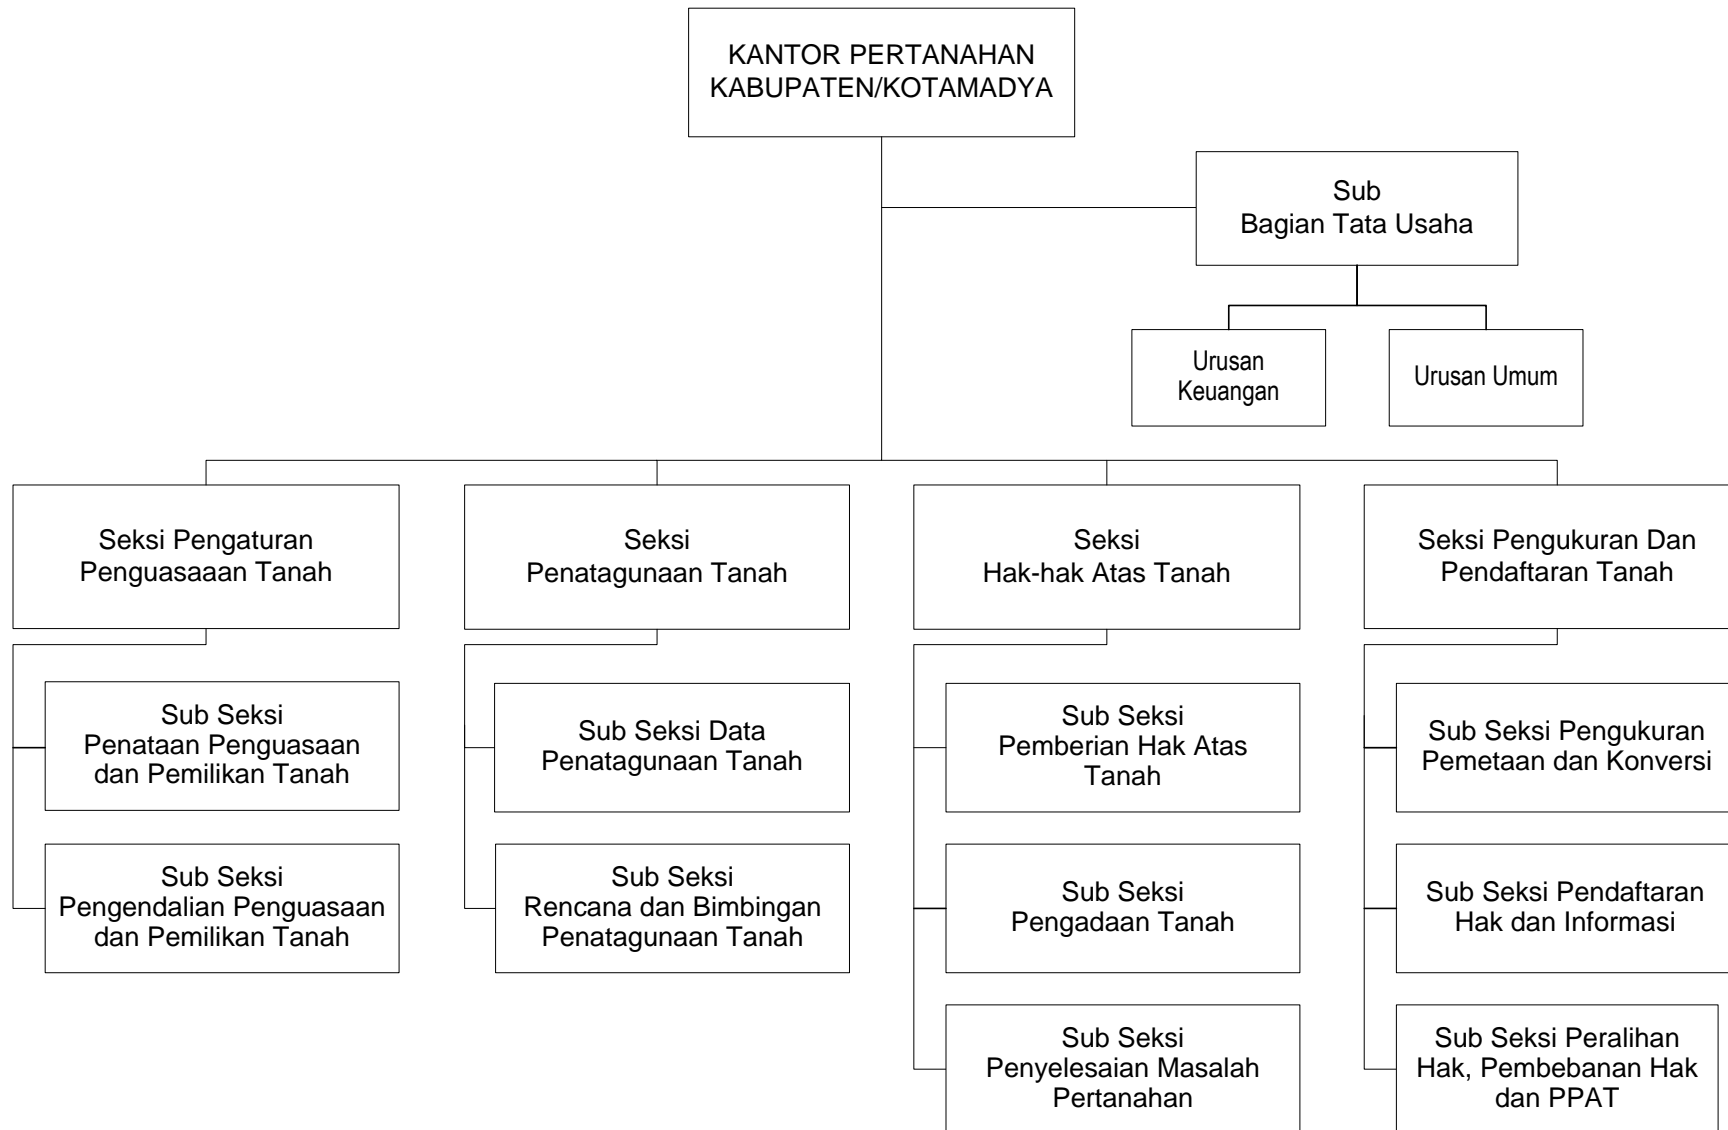 KANTOR PERTANAHAN
KABUPATEN/KOTAMADYA
Sub
Bagian Tata Usaha
Urusan
Keuangan
Urusan Umum
Seksi Pengaturan
Penguasaaan Tanah
Seksi
Penatagunaan Tanah
Seksi
Hak-hak Atas Tanah
Seksi Pengukuran Dan
Pendaftaran Tanah
Sub Seksi
Penataan Penguasaan
dan Pemilikan Tanah
Sub Seksi Data
Penatagunaan Tanah
Sub Seksi
Pemberian Hak Atas
Tanah
Sub Seksi Pengukuran
Pemetaan dan Konversi
Sub Seksi
Pengendalian Penguasaan
dan Pemilikan Tanah
Sub Seksi
Rencana dan Bimbingan
Penatagunaan Tanah
Sub Seksi
Pengadaan Tanah
Sub Seksi Pendaftaran
Hak dan Informasi
Sub Seksi
Penyelesaian Masalah
Pertanahan
Sub Seksi Peralihan
Hak, Pembebanan Hak
dan PPAT